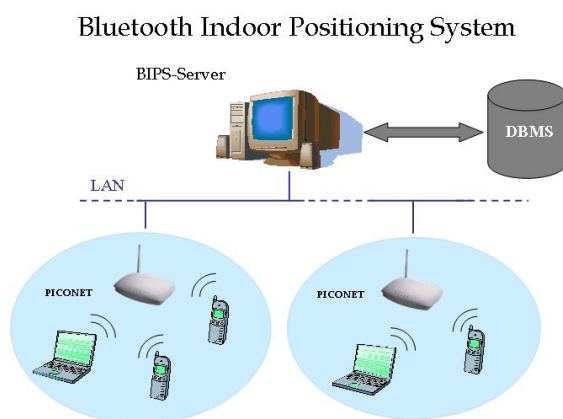 Bluetooth Indoor Positioning System
BIPS-Server
DBMS
LAN
PICONET
PICONET